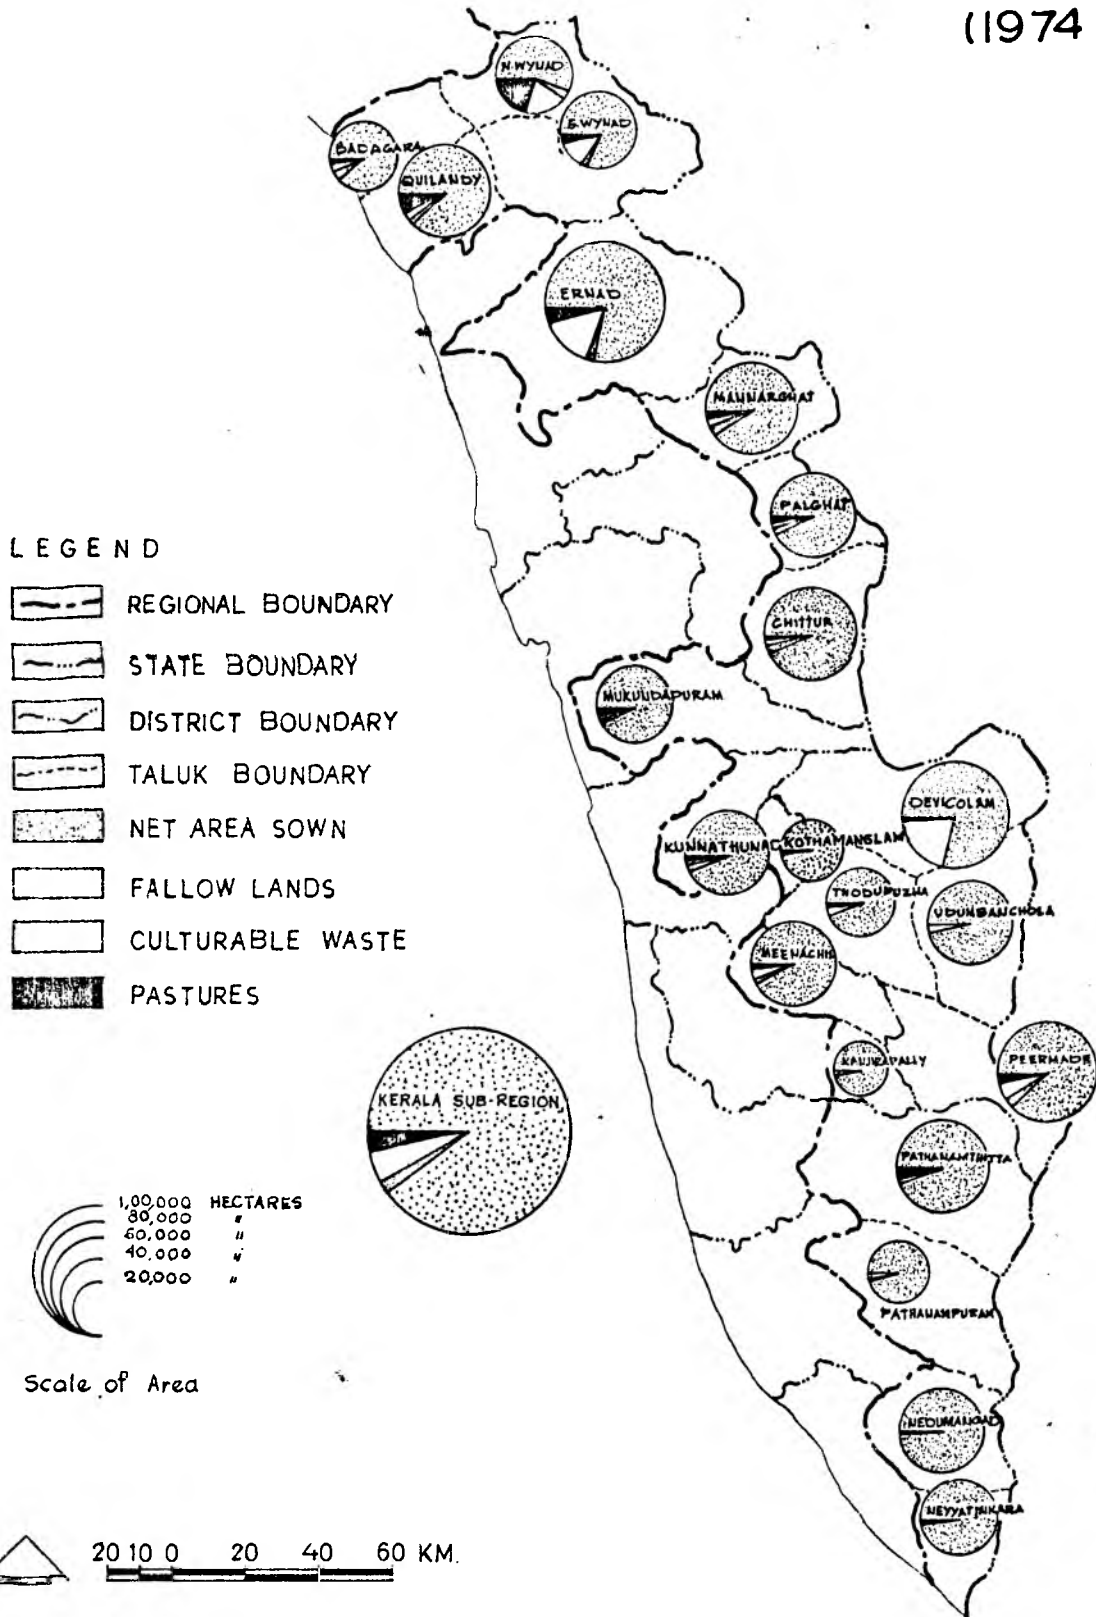 (1974
N.WYNAD
S.WYNAD
BADAGARA
QUILANDY
ERNAD
MANNARGHAT
PALGHAT
CHITTUR
MUKUNDAPURAM
DEVICOLAM
KUNNATHUNAD
KOTHAMANGLAM
THODUPUZHA
UDUMBANCHOLA
MEENACHIL
KANJIRAPALLY
PEERMADE
PATHANAMTHITTA
PATHANAMPURAM
NEDUMANGAD
NEYYATINKARA
LEGEND
REGIONAL BOUNDARY
STATE BOUNDARY
DISTRICT BOUNDARY
TALUK BOUNDARY
NET AREA SOWN
FALLOW LANDS
CULTURABLE WASTE
PASTURES
KERALA SUB-REGION
1,00,000 HECTARES
80,000 "
60,000 "
40,000 "
20,000 "
Scale of Area
20 10 0 20 40 60 KM.